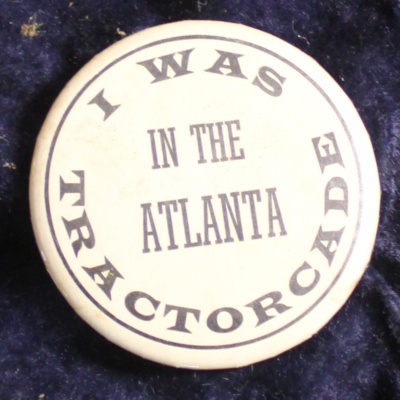 I WAS
IN THE
ATLANTA
TRACTORCADE